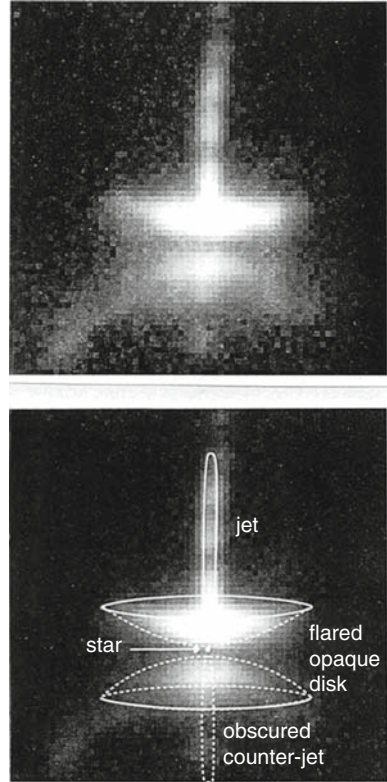 jet
star
flared
opaque
disk
obscured
counter-jet